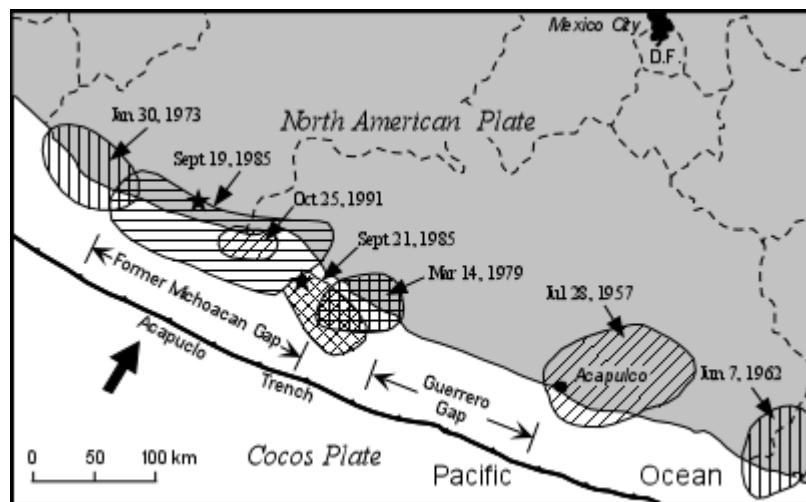 Mexico City
D.F.
Jan 30, 1973
North American Plate
Sept 19, 1985
Oct 25, 1991
Sept 21, 1985
Mar 14, 1979
Former Michoacan Gap
Jul 28, 1957
Acapuclo
Trench
Acapulco
Jun 7, 1962
Guerrero
Gap
0 50 100 km
Cocos Plate
Pacific Ocean